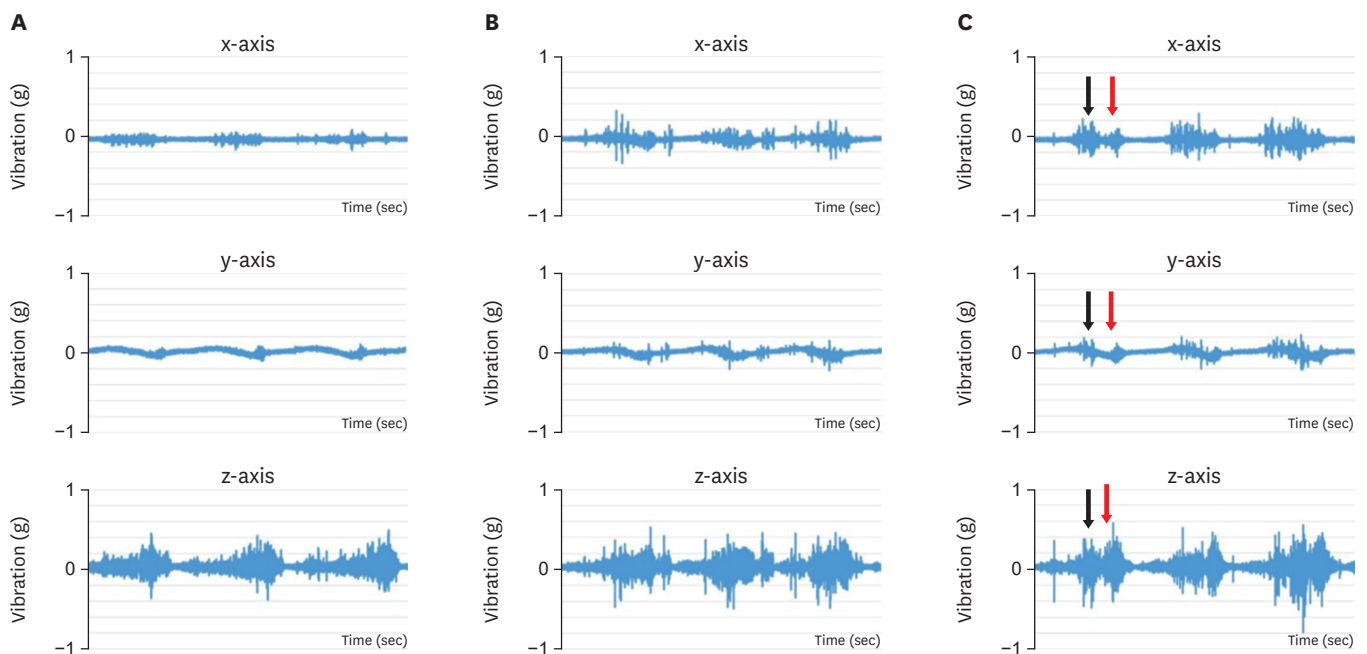 A
x-axis
1
Vibration (g)
0
−1
Time (sec)
y-axis
1
Vibration (g)
0
−1
Time (sec)
z-axis
1
Vibration (g)
0
−1
Time (sec)
B
x-axis
1
Vibration (g)
0
−1
Time (sec)
y-axis
1
Vibration (g)
0
−1
Time (sec)
z-axis
1
Vibration (g)
0
−1
Time (sec)
C
x-axis
1
Vibration (g)
0
−1
Time (sec)
y-axis
1
Vibration (g)
0
−1
Time (sec)
z-axis
1
Vibration (g)
0
−1
Time (sec)